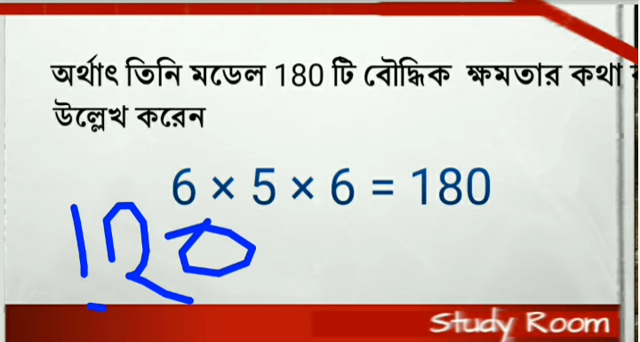 অর্থাৎ তিনি মডেল 180 টি বৌদ্ধিক ক্ষমতার কথা
উল্লেখ করেন
6 × 5 × 6 = 180
120
Study Room